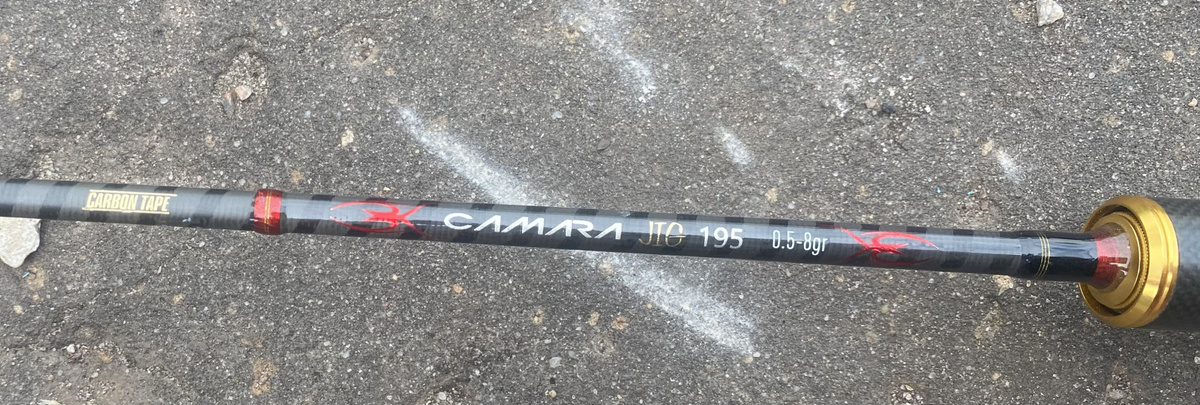 CARBON TAPE
CAMARA JIG 195 0.5-8gr